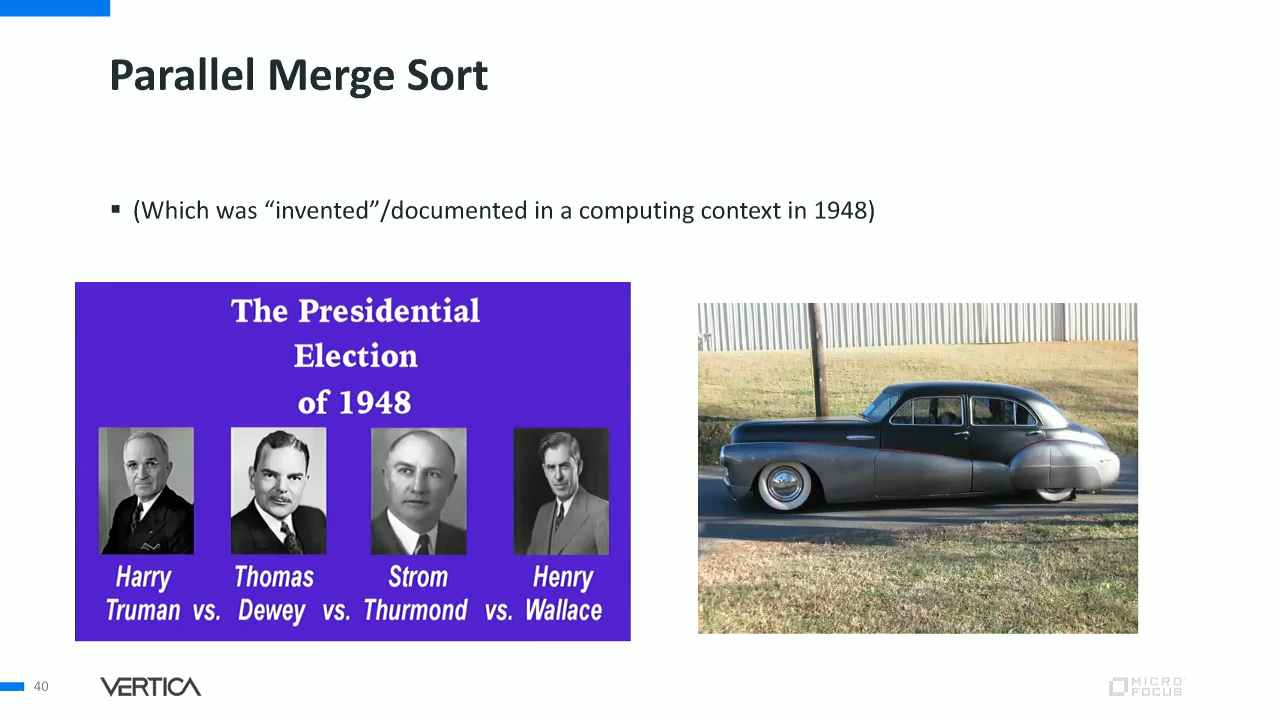 Parallel Merge Sort
▪ (Which was “invented”/documented in a computing context in 1948)
The Presidential
Election
of 1948
Harry Truman vs. Thomas Dewey vs. Strom Thurmond vs. Henry Wallace
40
VERTICA
MICRO
FOCUS